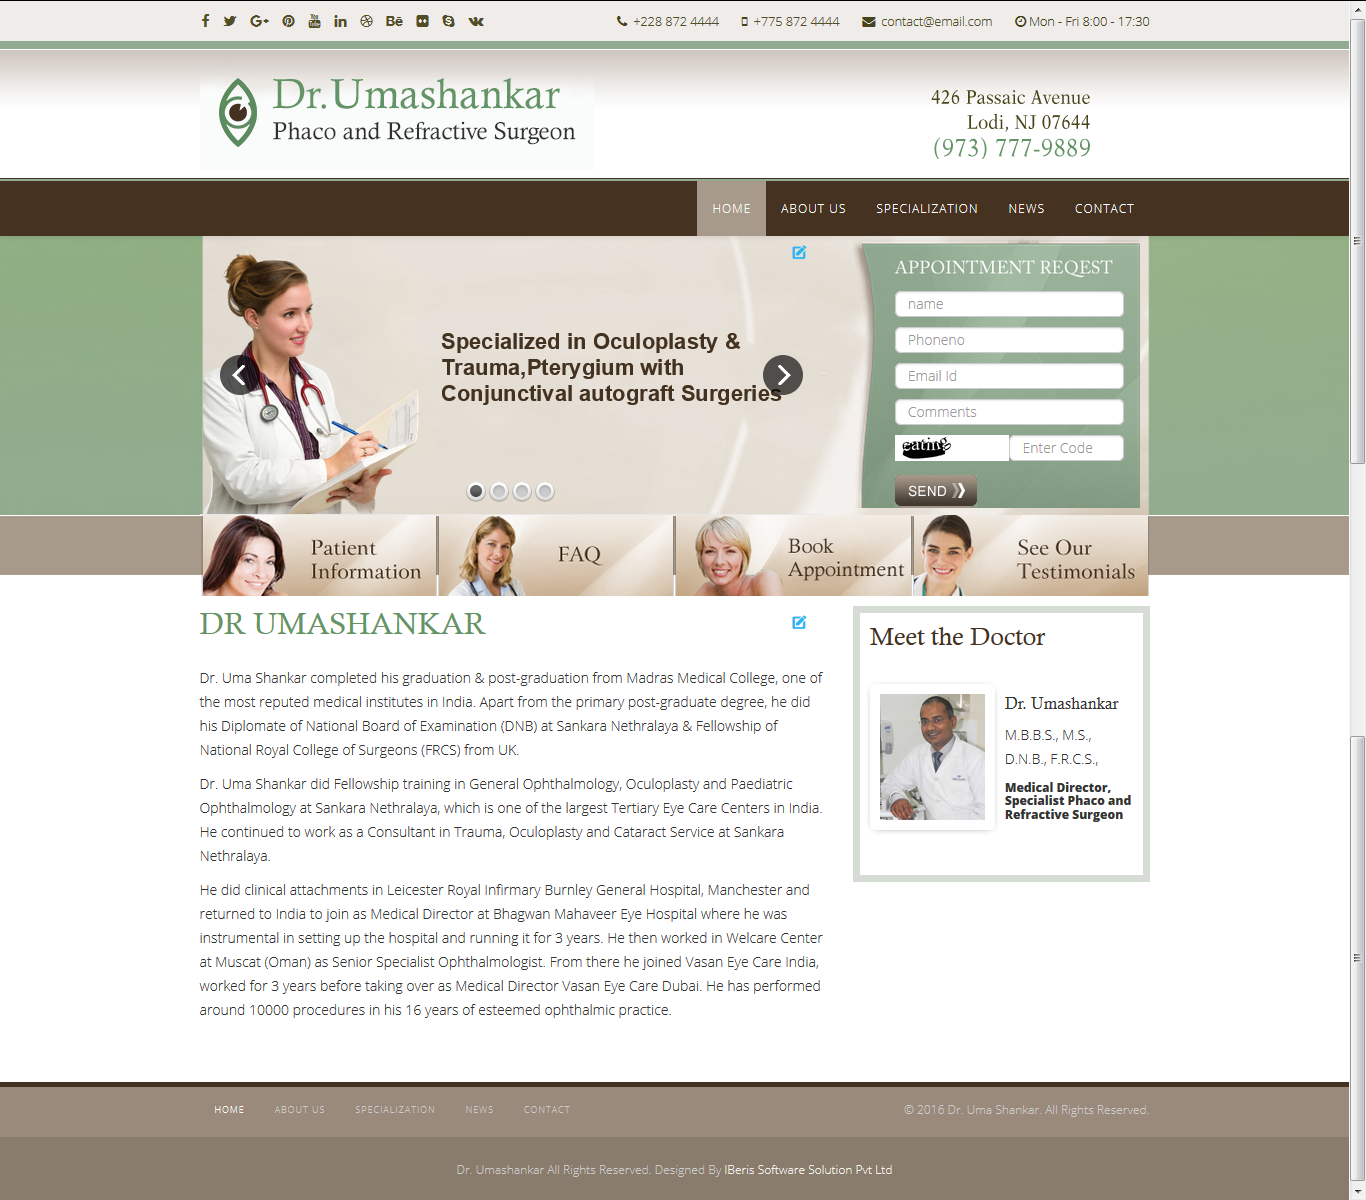 +228 872 4444 +775 872 4444 contact@email.com Mon - Fri 8:00 - 17:30
Dr. Umashankar
Phaco and Refractive Surgeon
426 Passaic Avenue
Lodi, NJ 07644
(973) 777-9889
HOME ABOUT US SPECIALIZATION NEWS CONTACT
Specialized in Oculoplasty &
Trauma,Pterygium with
Conjunctival autograft Surgeries
APPOINTMENT REQEST
name
Phoneno
Email Id
Comments
eating
Enter Code
SEND
Patient
Information
FAQ
Book
Appointment
See Our
Testimonials
DR UMASHANKAR
Dr. Uma Shankar completed his graduation & post-graduation from Madras Medical College, one of
the most reputed medical institutes in India. Apart from the primary post-graduate degree, he did
his Diplomate of National Board of Examination (DNB) at Sankara Nethralaya & Fellowship of
National Royal College of Surgeons (FRCS) from UK.
Dr. Uma Shankar did Fellowship training in General Ophthalmology, Oculoplasty and Paediatric
Ophthalmology at Sankara Nethralaya, which is one of the largest Tertiary Eye Care Centers in India.
He continued to work as a Consultant in Trauma, Oculoplasty and Cataract Service at Sankara
Nethralaya.
He did clinical attachments in Leicester Royal Infirmary Burnley General Hospital, Manchester and
returned to India to join as Medical Director at Bhagwan Mahaveer Eye Hospital where he was
instrumental in setting up the hospital and running it for 3 years. He then worked in Welcare Center
at Muscat (Oman) as Senior Specialist Ophthalmologist. From there he joined Vasan Eye Care India,
worked for 3 years before taking over as Medical Director Vasan Eye Care Dubai. He has performed
around 10000 procedures in his 16 years of esteemed ophthalmic practice.
Meet the Doctor
Dr. Umashankar
M.B.B.S., M.S.,
D.N.B., F.R.C.S.,
Medical Director,
Specialist Phaco and
Refractive Surgeon
HOME ABOUT US SPECIALIZATION NEWS CONTACT
© 2016 Dr. Uma Shankar. All Rights Reserved.
Dr. Umashankar All Rights Reserved. Designed By IBeris Software Solution Pvt Ltd